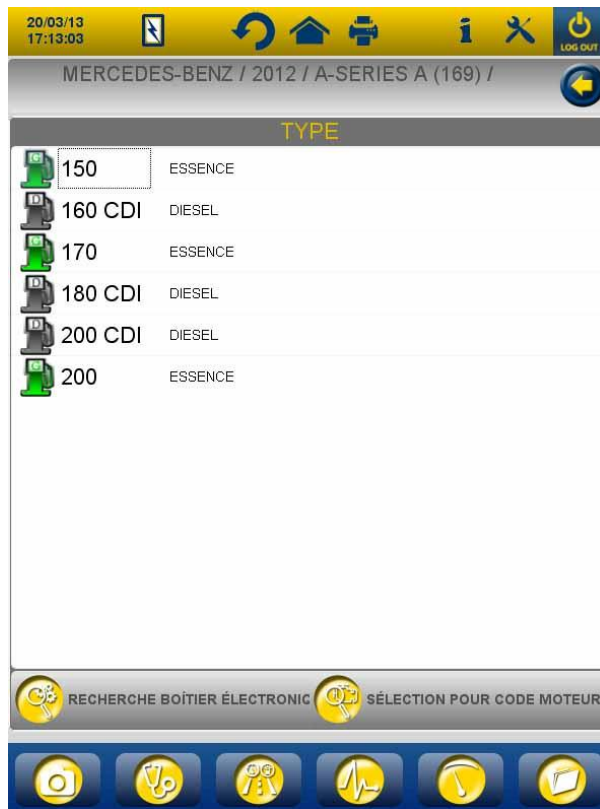 20/03/13
17:13:03
LOG OUT
MERCEDES-BENZ / 2012 / A-SERIES A (169) /
TYPE
G 150 ESSENCE
D 160 CDI DIESEL
G 170 ESSENCE
D 180 CDI DIESEL
D 200 CDI DIESEL
G 200 ESSENCE
RECHERCHE BOÎTIER ÉLECTRONIC SÉLECTION POUR CODE MOTEUR